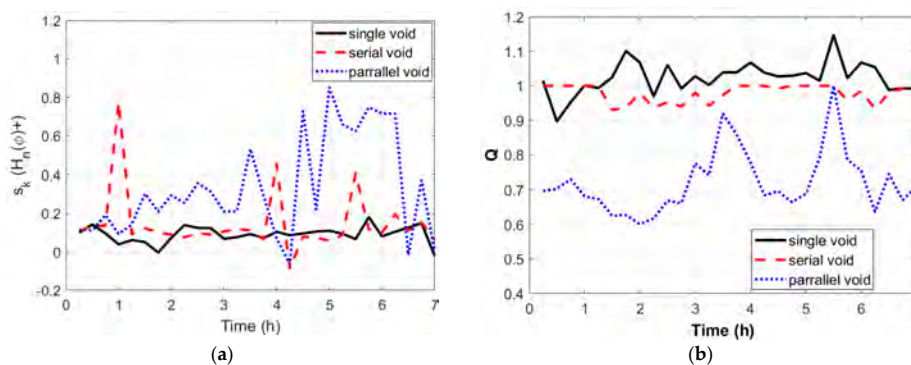 1.2
1
0.8
0.6
0.4
0.2
0
-0.2
s_k (H_n(ϕ)+)
single void
serial void
parrallel void
0 1 2 3 4 5 6 7
Time (h)
(a)
1.2
1.1
1
0.9
0.8
0.7
0.6
0.5
0.4
Q
single void
serial void
parrallel void
0 1 2 3 4 5 6
Time (h)
(b)